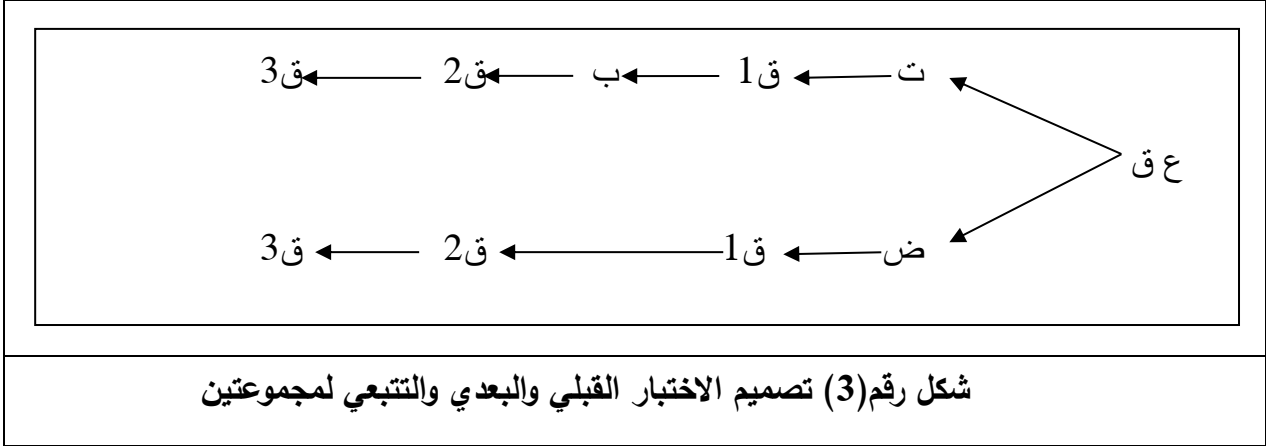 ت ق1 ب ق2 ق3
ع ق
ض ق1 ق2 ق3
شكل رقم(3) تصميم الاختبار القبلي والبعدي والتتبعي لمجموعتين